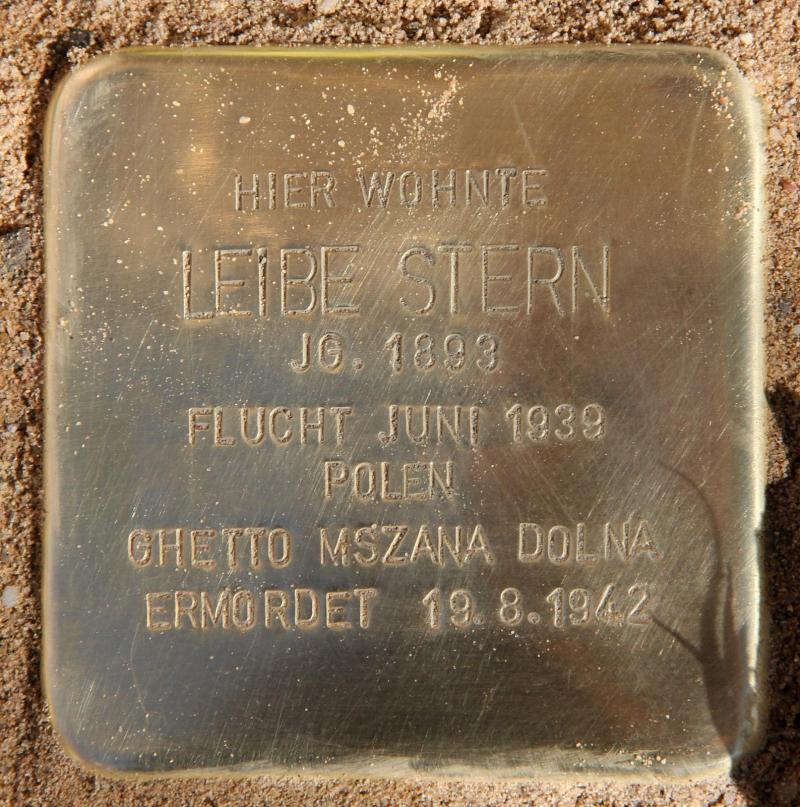 HIER WOHNTE
LEIBE STERN
JG. 1893
FLUCHT JUNI 1939
POLEN
GHETTO MSZANA DOLNA
ERMORDET 19.8.1942